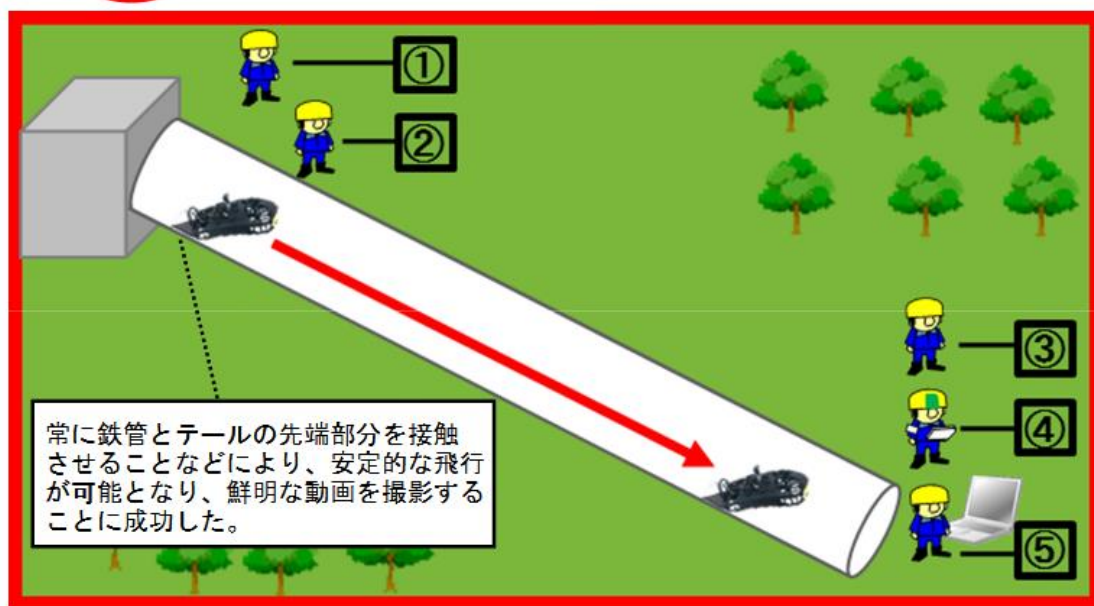 ①
②
③
④
⑤
常に鉄管とテールの先端部分を接触
させることなどにより、安定的な飛行
が可能となり、鮮明な動画を撮影する
ことに成功した。